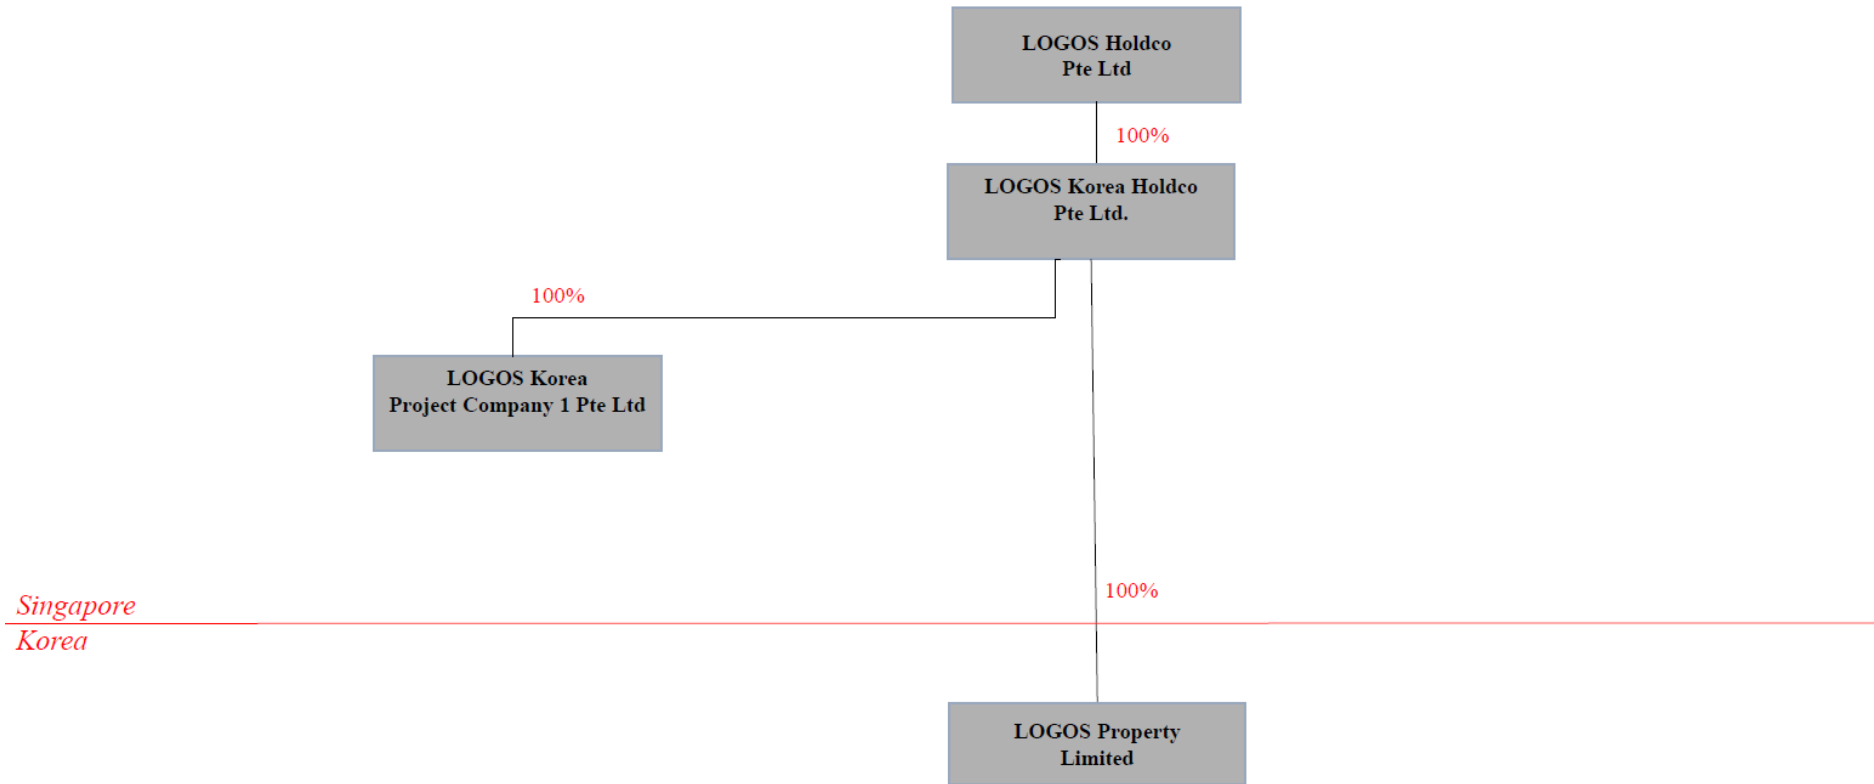 LOGOS Holdco
Pte Ltd
100%
LOGOS Korea Holdco
Pte Ltd.
100%
LOGOS Korea
Project Company 1 Pte Ltd
100%
Singapore
Korea
LOGOS Property
Limited